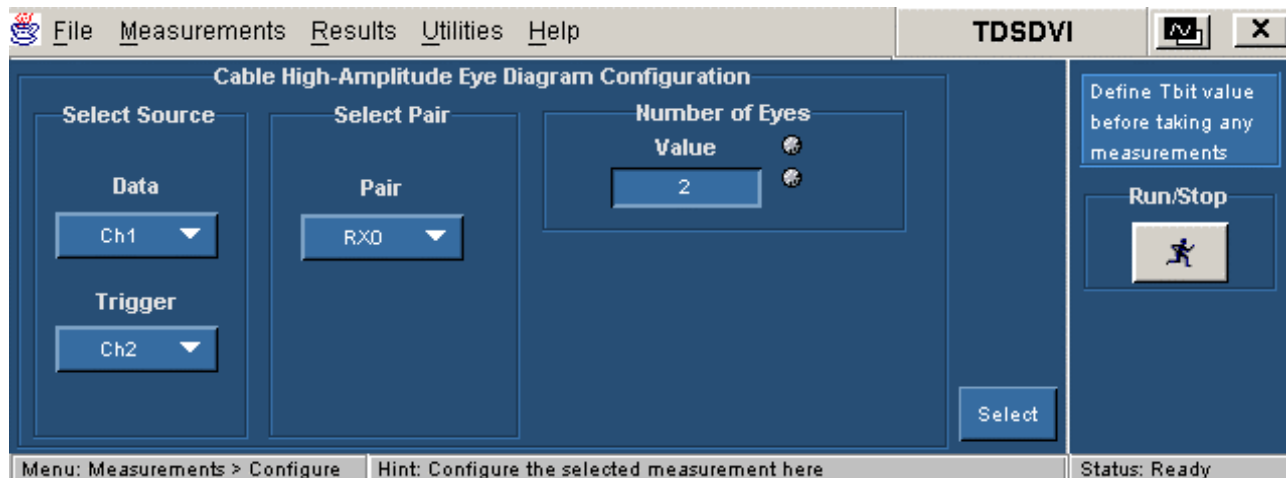 File Measurements Results Utilities Help TDSDVI X
Cable High-Amplitude Eye Diagram Configuration
Select Source
Data
Ch1
Trigger
Ch2
Select Pair
Pair
RX0
Number of Eyes
Value
2
Select
Define Tbit value
before taking any
measurements
Run/Stop
Menu: Measurements > Configure
Hint: Configure the selected measurement here
Status: Ready